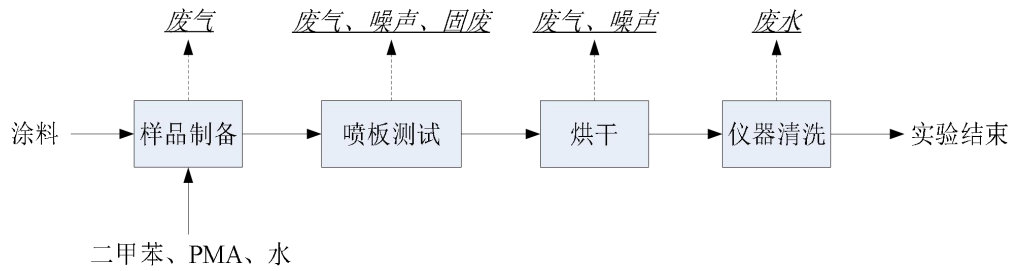 废气 废气、噪声、固废 废气、噪声 废水
涂料 样品制备 喷板测试 烘干 仪器清洗 实验结束
二甲苯、PMA、水